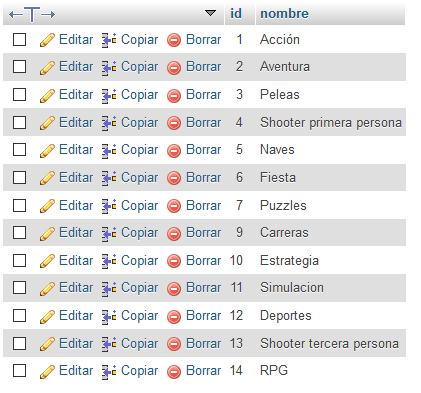 id nombre
Editar Copiar Borrar 1 Acción
Editar Copiar Borrar 2 Aventura
Editar Copiar Borrar 3 Peleas
Editar Copiar Borrar 4 Shooter primera persona
Editar Copiar Borrar 5 Naves
Editar Copiar Borrar 6 Fiesta
Editar Copiar Borrar 7 Puzzles
Editar Copiar Borrar 9 Carreras
Editar Copiar Borrar 10 Estrategia
Editar Copiar Borrar 11 Simulacion
Editar Copiar Borrar 12 Deportes
Editar Copiar Borrar 13 Shooter tercera persona
Editar Copiar Borrar 14 RPG